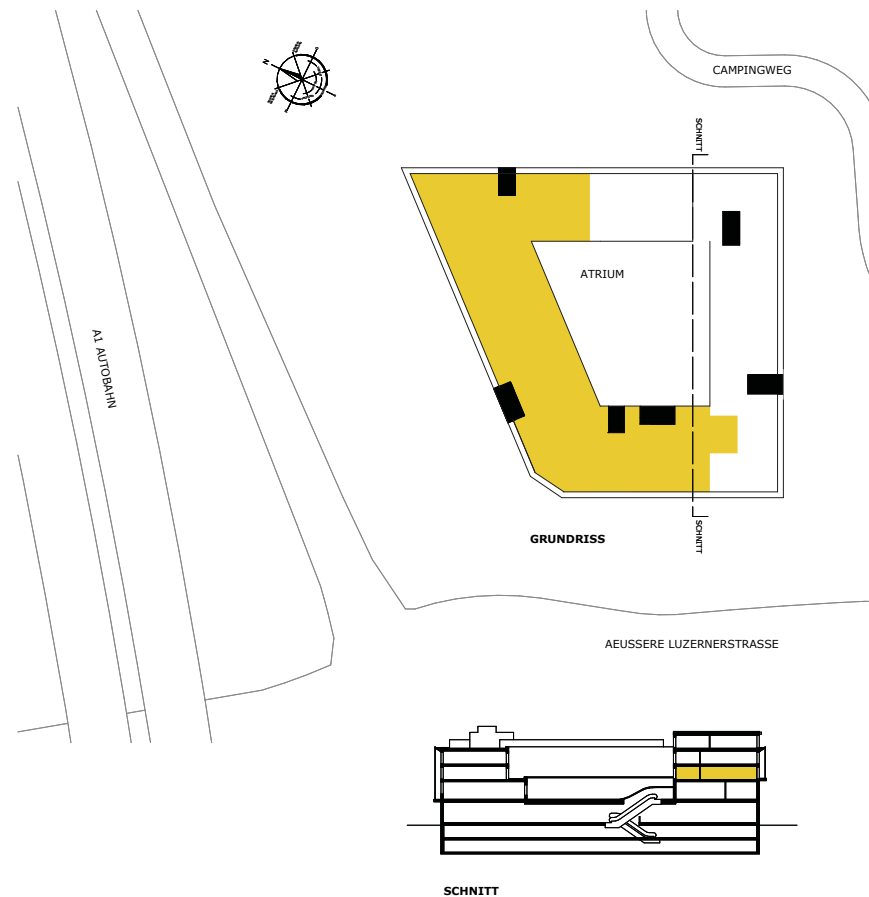 N
CAMPINGWEG
SCHNITT
ATRIUM
A1 AUTOBAHN
SCHNITT
GRUNDRISS
AEUSSERE LUZERNERSTRASSE
SCHNITT